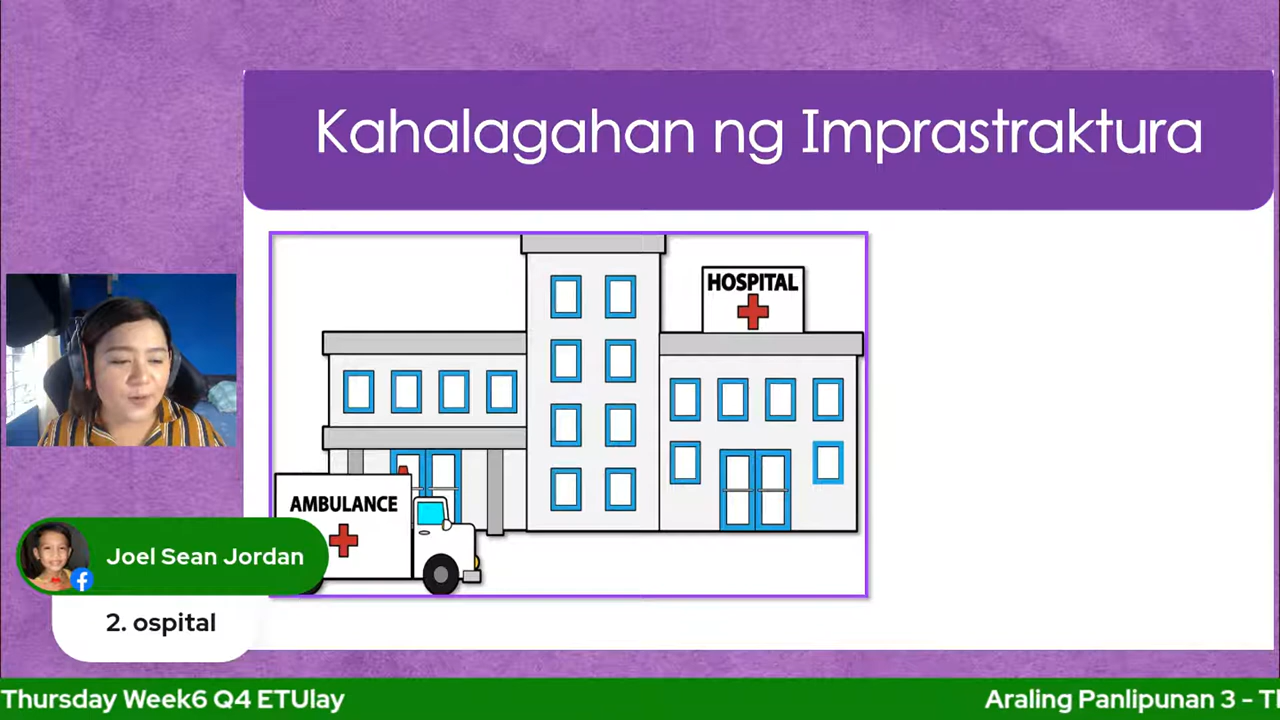 Kahalagahan ng Imprastraktura
HOSPITAL
AMBULANCE
Joel Sean Jordan
2. ospital
Thursday Week6 Q4 ETUlay
Araling Panlipunan 3 -